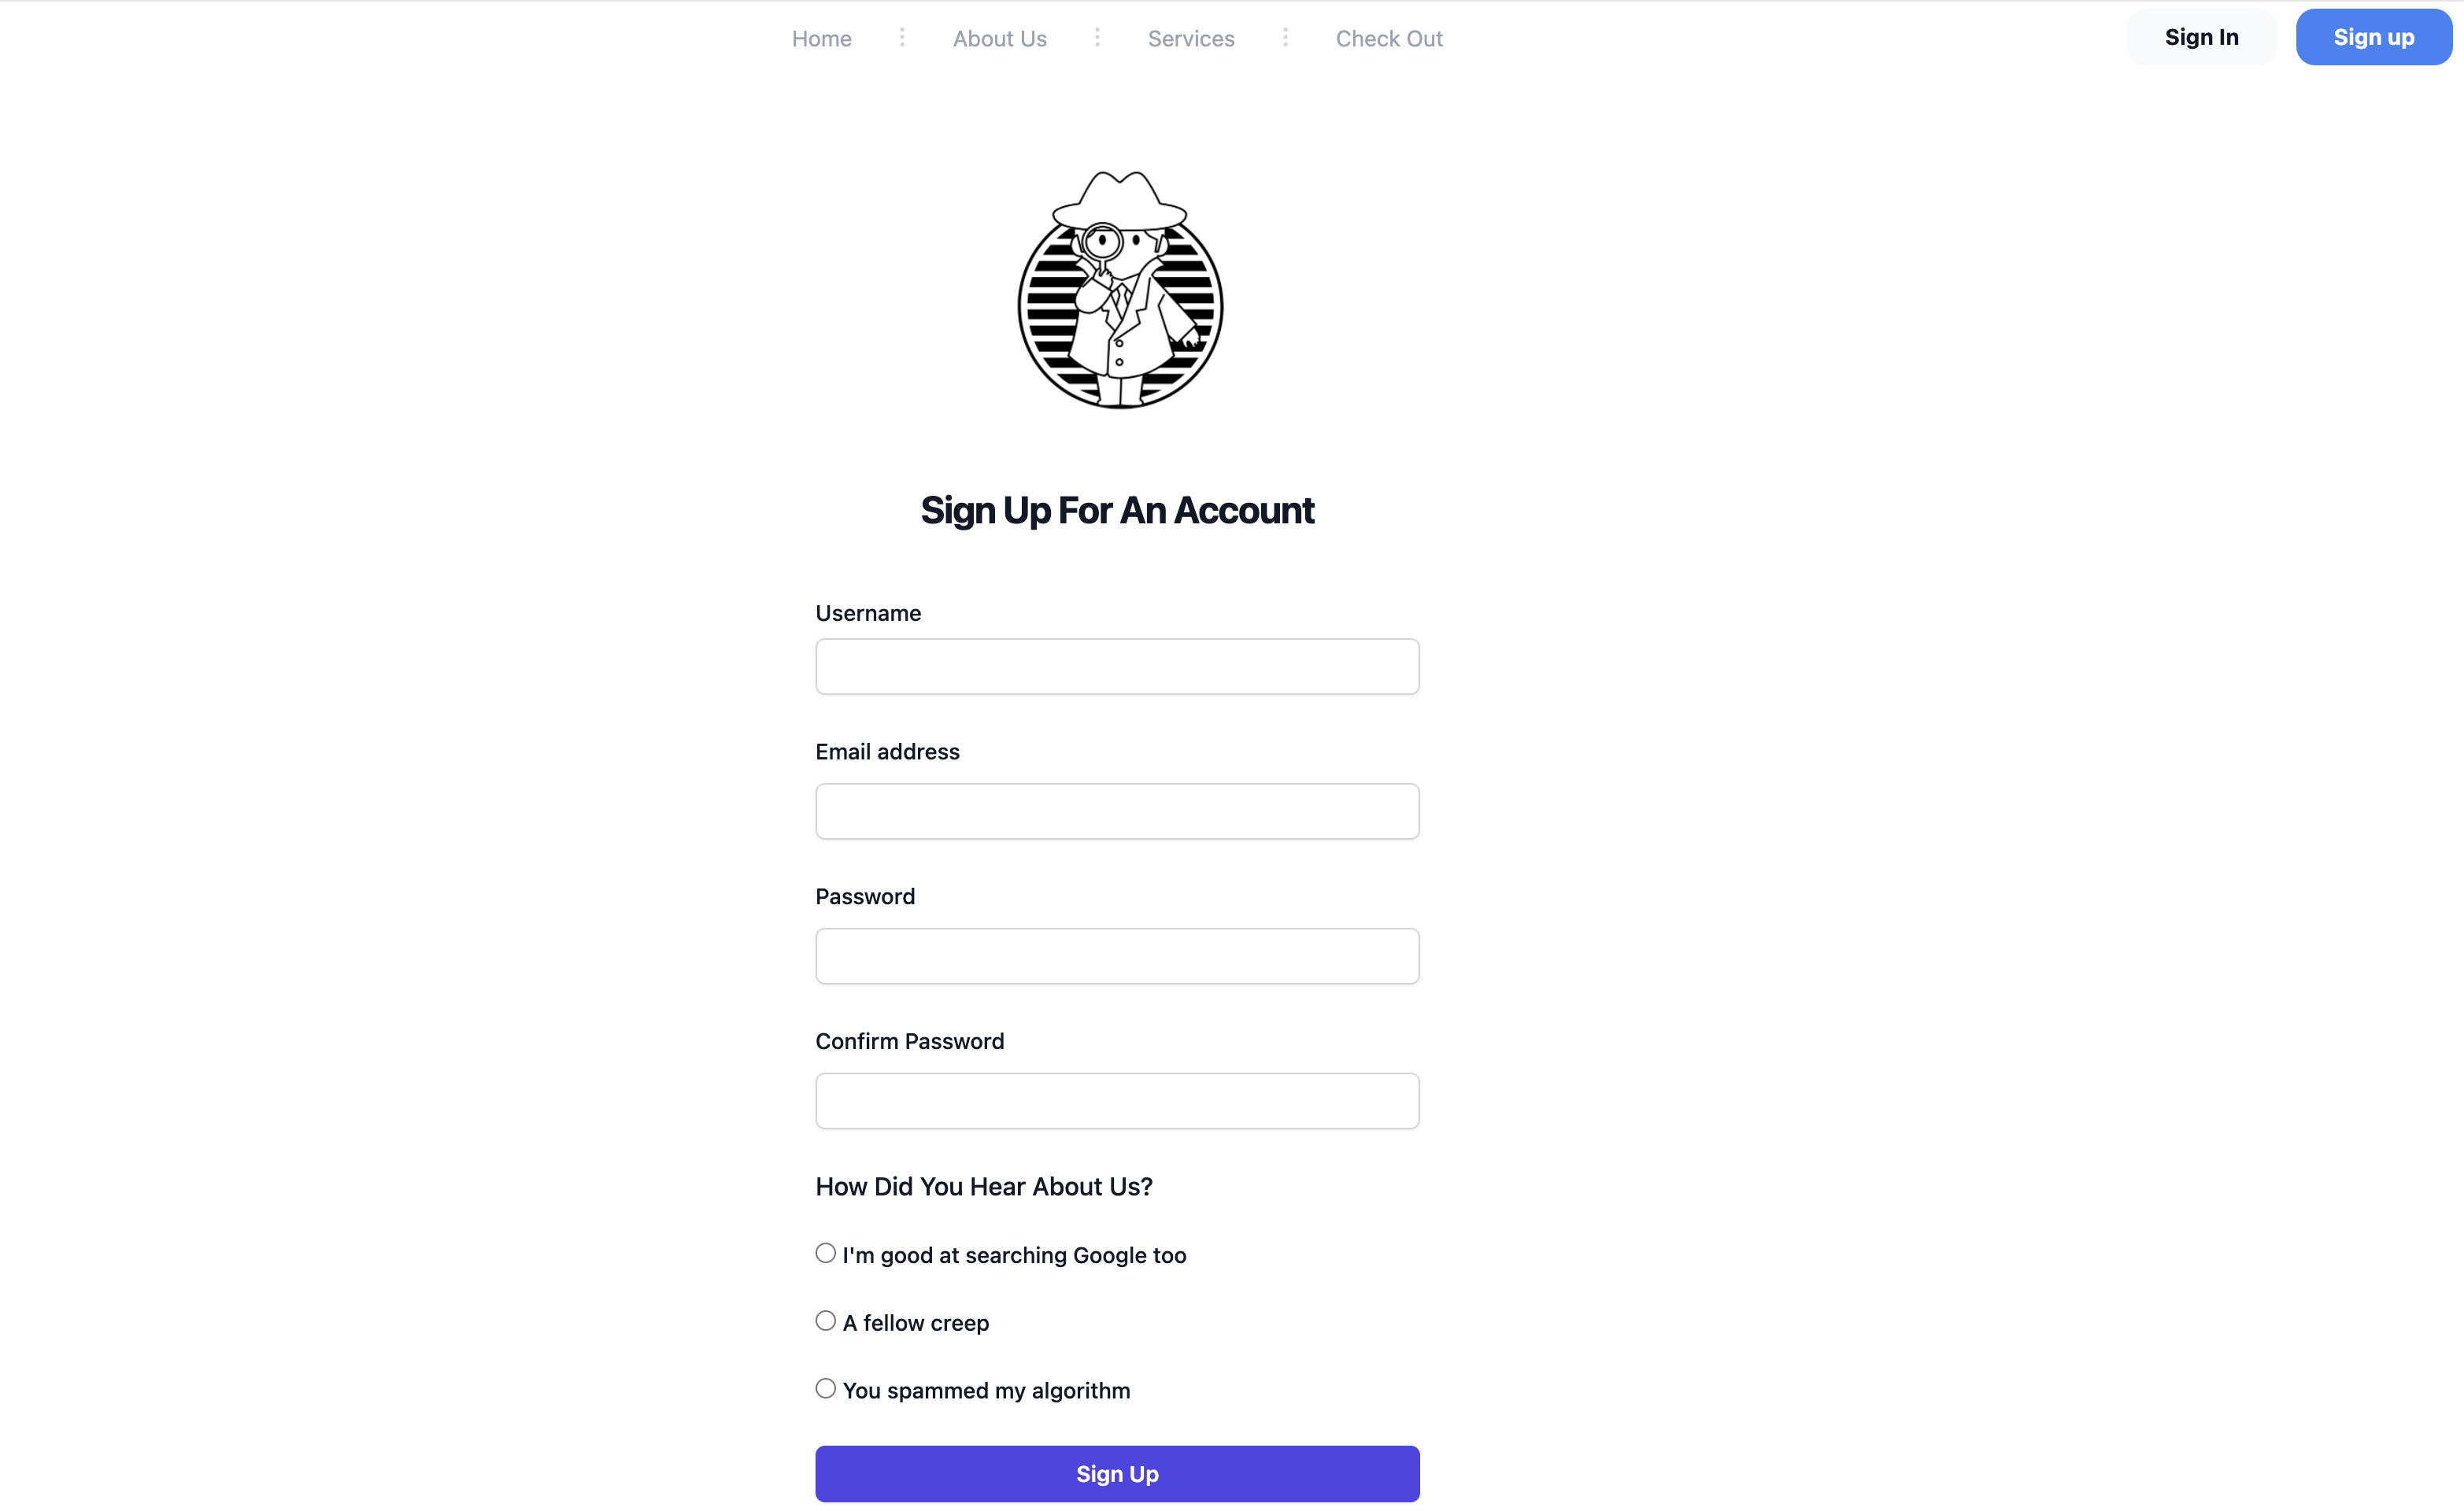 Home About Us Services Check Out Sign In Sign up
Sign Up For An Account
Username
Email address
Password
Confirm Password
How Did You Hear About Us?
I'm good at searching Google too
A fellow creep
You spammed my algorithm
Sign Up